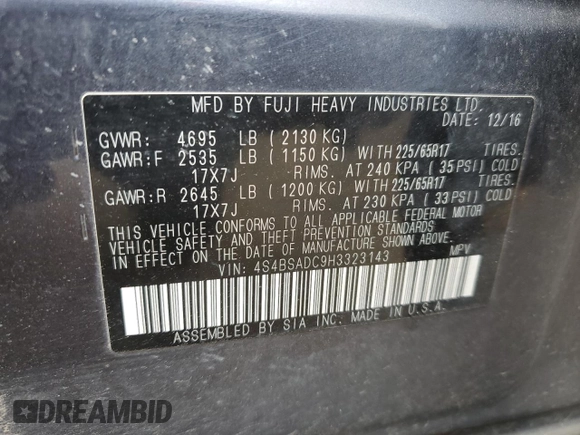 MFD BY FUJI HEAVY INDUSTRIES LTD.
DATE: 12/16
GVWR: 4695 LB (2130 KG)
GAWR:F 2535 LB (1150 KG) WITH 225/65R17 TIRES.
17X7J RIMS. AT 240 KPA (35 PSI) COLD
GAWR:R 2645 LB (1200 KG) WITH 225/65R17 TIRES.
17X7J RIMS. AT 230 KPA (33 PSI) COLD
THIS VEHICLE CONFORMS TO ALL APPLICABLE FEDERAL MOTOR
VEHICLE SAFETY AND THEFT PREVENTION STANDARDS
IN EFFECT ON THE DATE OF MANUFACTURE SHOWN ABOVE.
VIN: 4S4BSADC9H3323143 MPV
ASSEMBLED BY SIA INC. MADE IN U.S.A.
DREAMBID